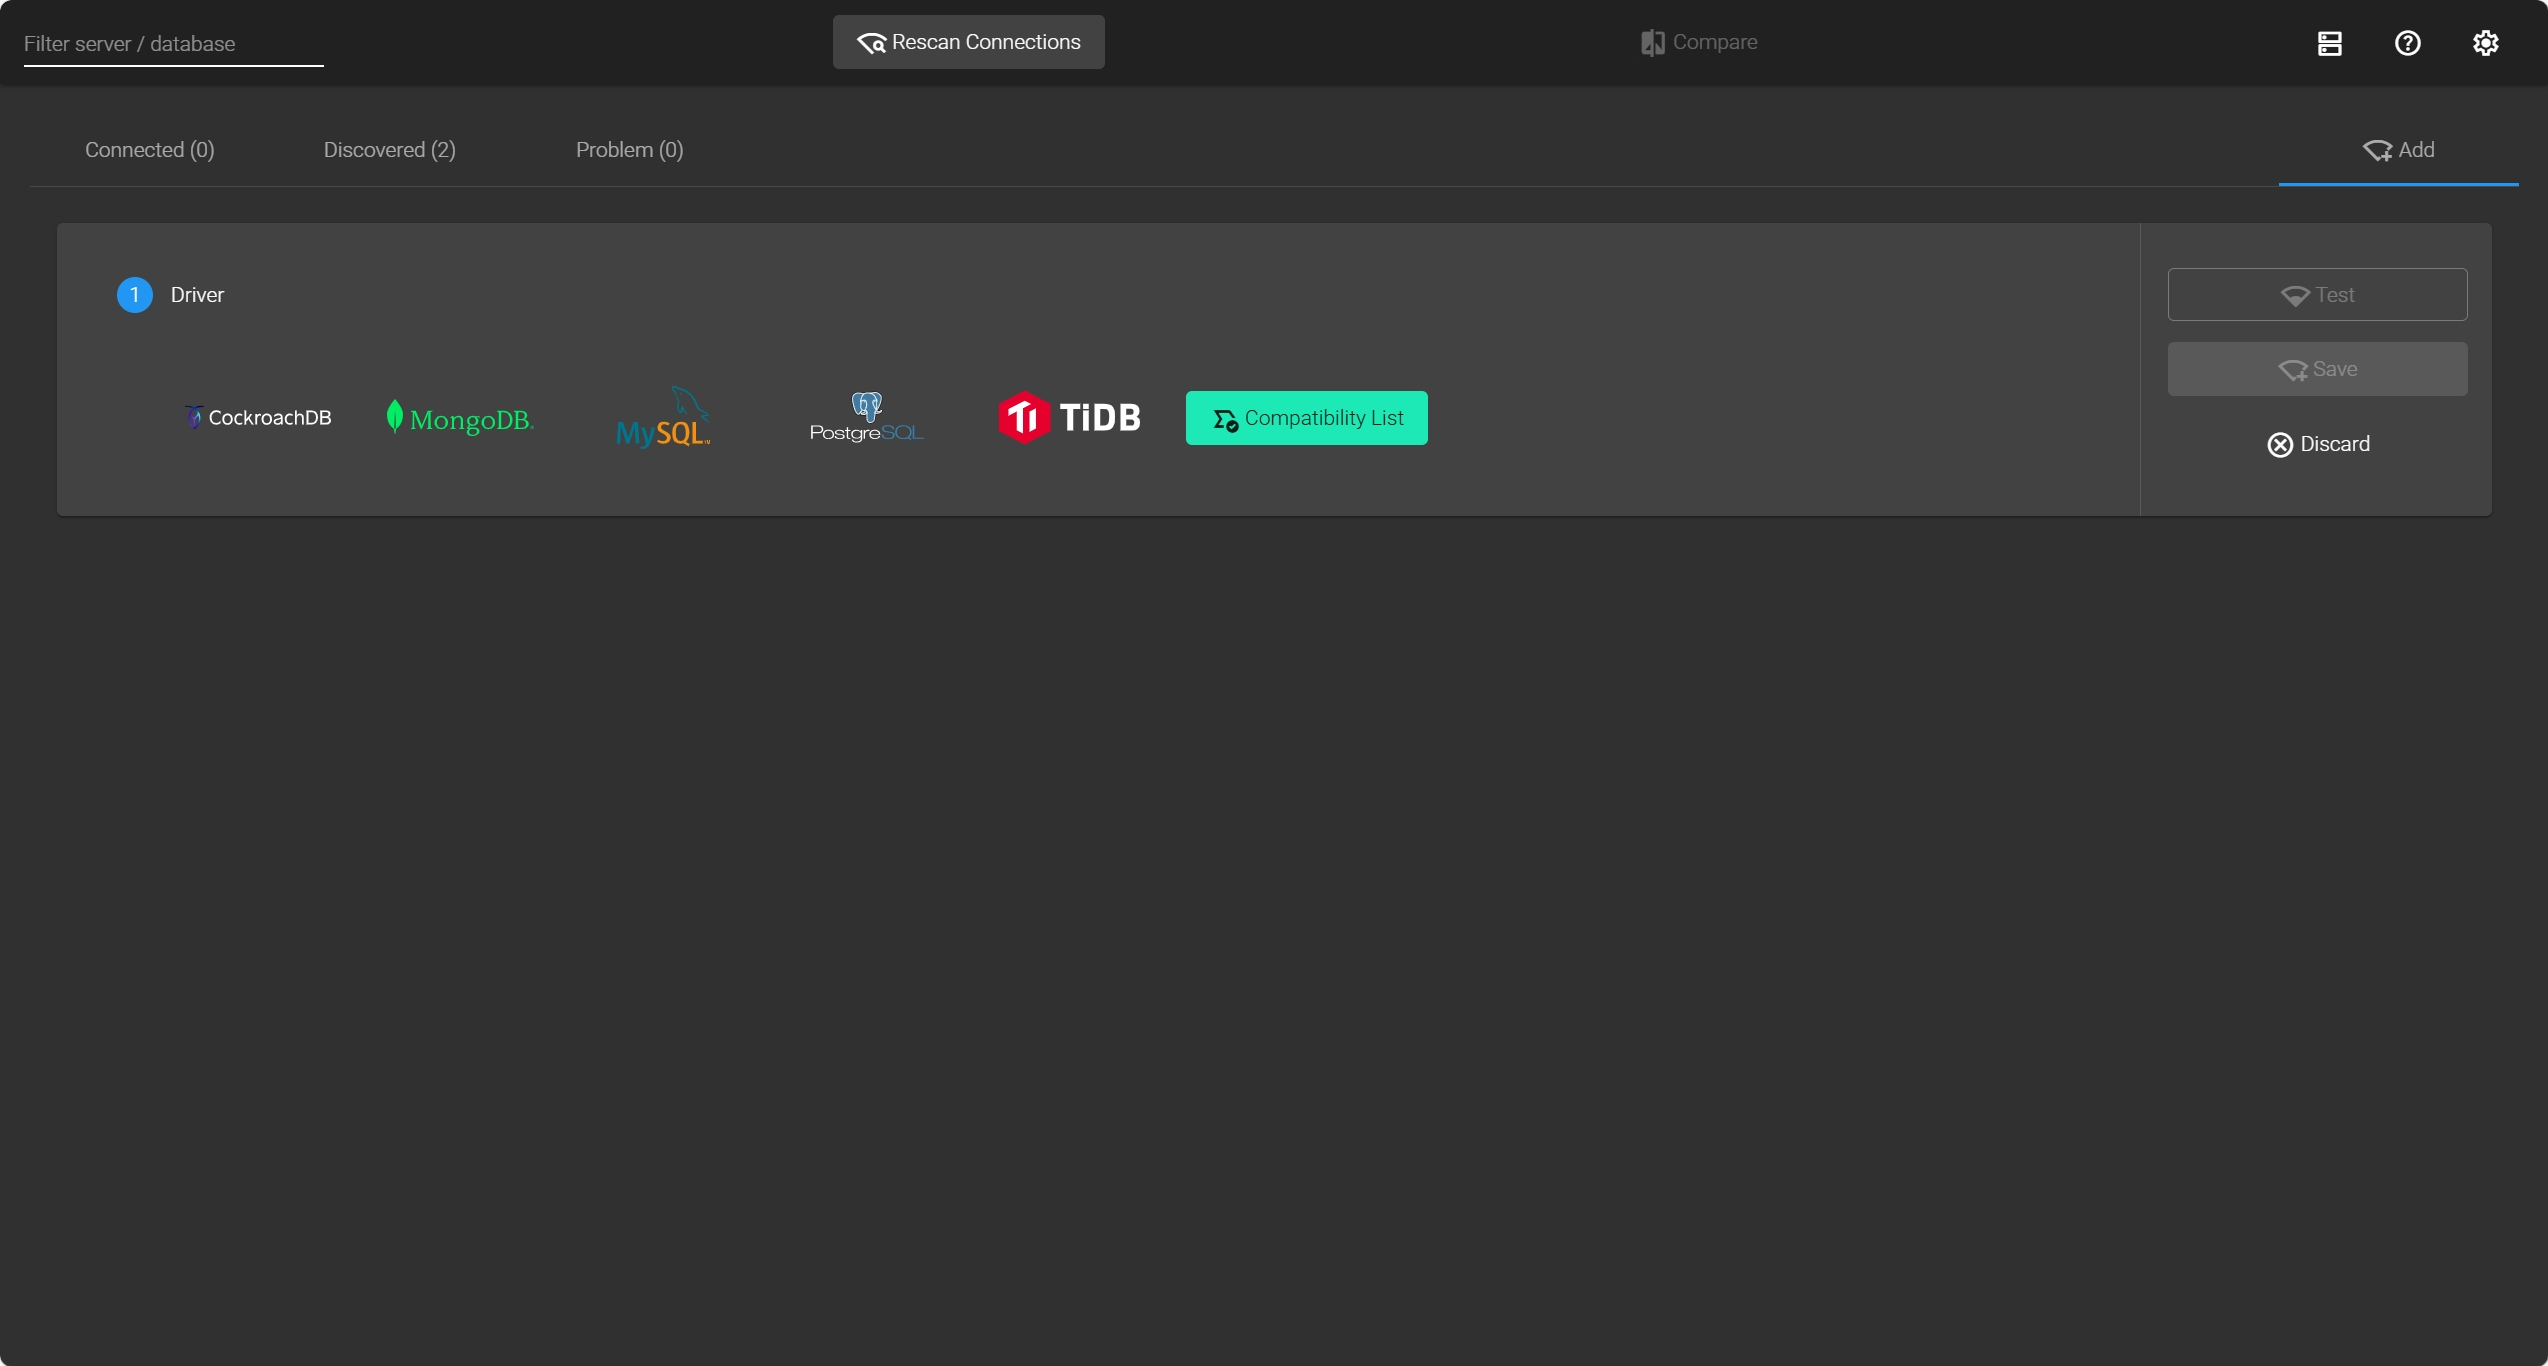 Filter server / database
Rescan Connections
Compare
Connected (0)
Discovered (2)
Problem (0)
Add
1 Driver
CockroachDB
MongoDB.
MySQL™
PostgreSQL
TiDB
Compatibility List
Test
Save
Discard